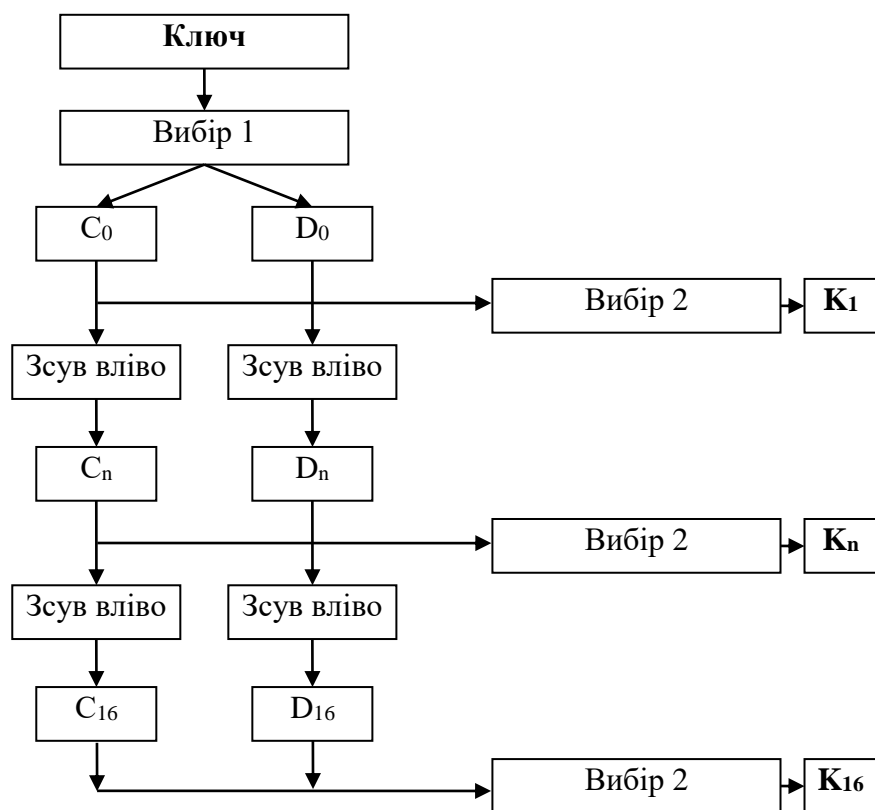 Ключ
Вибір 1
C₀ D₀
Вибір 2 K₁
Зсув вліво Зсув вліво
Cₙ Dₙ
Вибір 2 Kₙ
Зсув вліво Зсув вліво
C₁₆ D₁₆
Вибір 2 K₁₆